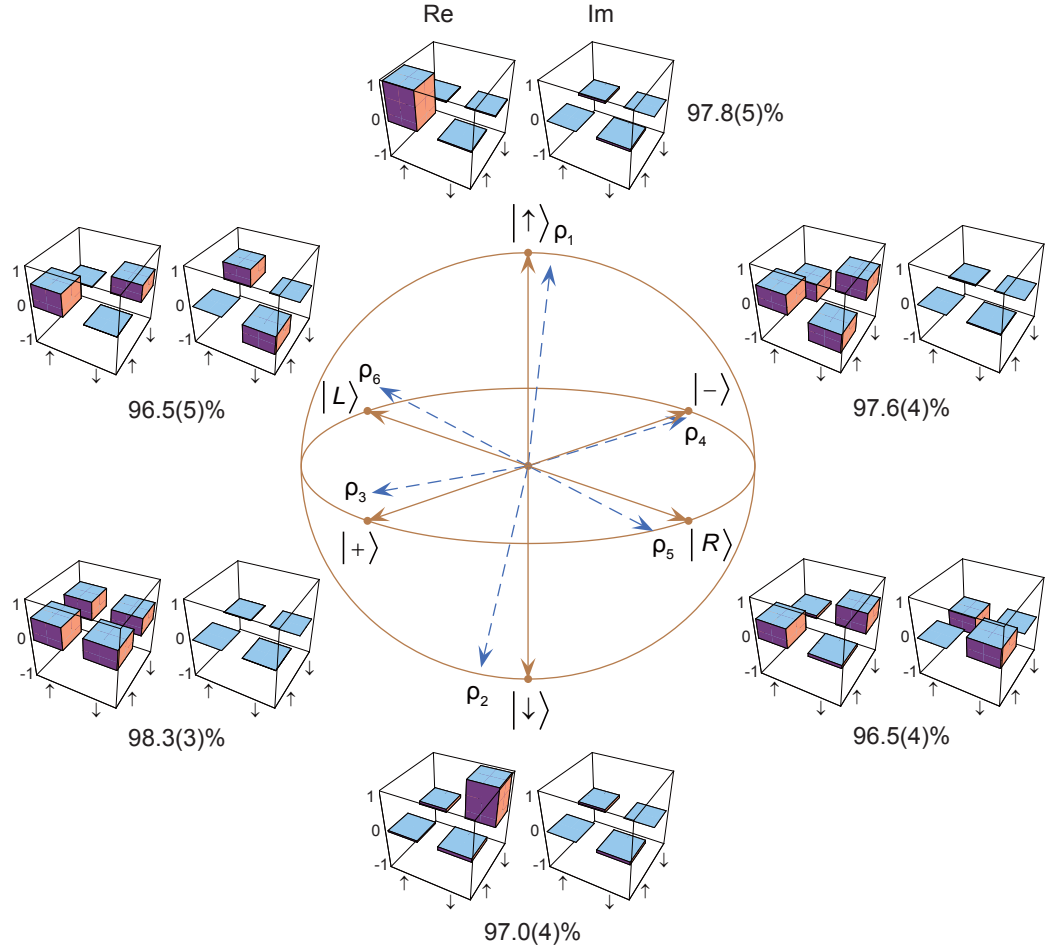 Re Im
1
0
-1
↑ ↓ ↑ ↓
↑ ↓ ↑ ↓
97.8(5)%
1
0
-1
↑ ↓ ↑ ↓
↑ ↓ ↑ ↓
96.5(5)%
|↑⟩ ρ1
1
0
-1
↑ ↓ ↑ ↓
↑ ↓ ↑ ↓
97.6(4)%
|L⟩ ρ6
|−⟩
ρ4
ρ3
|+⟩
ρ5 |R⟩
1
0
-1
↑ ↓ ↑ ↓
↑ ↓ ↑ ↓
98.3(3)%
ρ2
|↓⟩
1
0
-1
↑ ↓ ↑ ↓
↑ ↓ ↑ ↓
96.5(4)%
1
0
-1
↑ ↓ ↑ ↓
↑ ↓ ↑ ↓
97.0(4)%